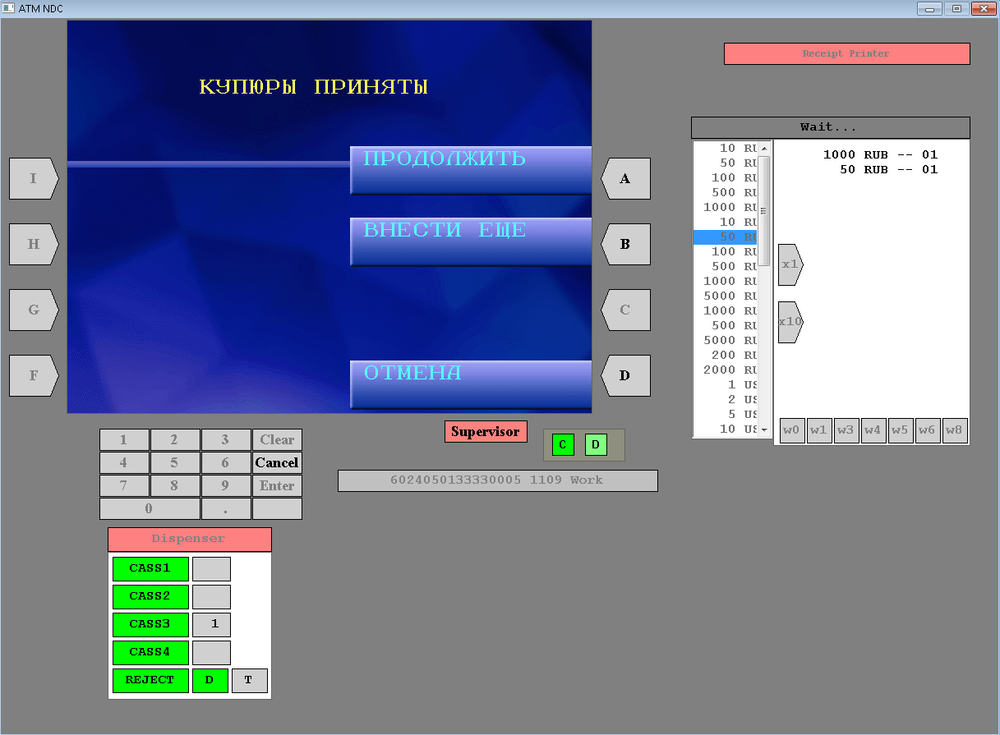 ATM NDC
КУПЮРЫ ПРИНЯТЫ
ПРОДОЛЖИТЬ
ВНЕСТИ ЕЩЕ
ОТМЕНА
I
H
G
F
A
B
C
D
Receipt Printer
Wait...
10 RU
50 RU
100 RU
500 RU
1000 RU
10 RU
50 RU
100 RU
500 RU
1000 RU
5000 RU
1000 RU
500 RU
5000 RU
200 RU
2000 RU
1 US
2 US
5 US
10 US
1000 RUB -- 01
50 RUB -- 01
x1
x10
w0 w1 w3 w4 w5 w6 w8
Supervisor
C D
6024050133330005 1109 Work
1 2 3 Clear
4 5 6 Cancel
7 8 9 Enter
0 .
Dispenser
CASS1
CASS2
CASS3 1
CASS4
REJECT D T